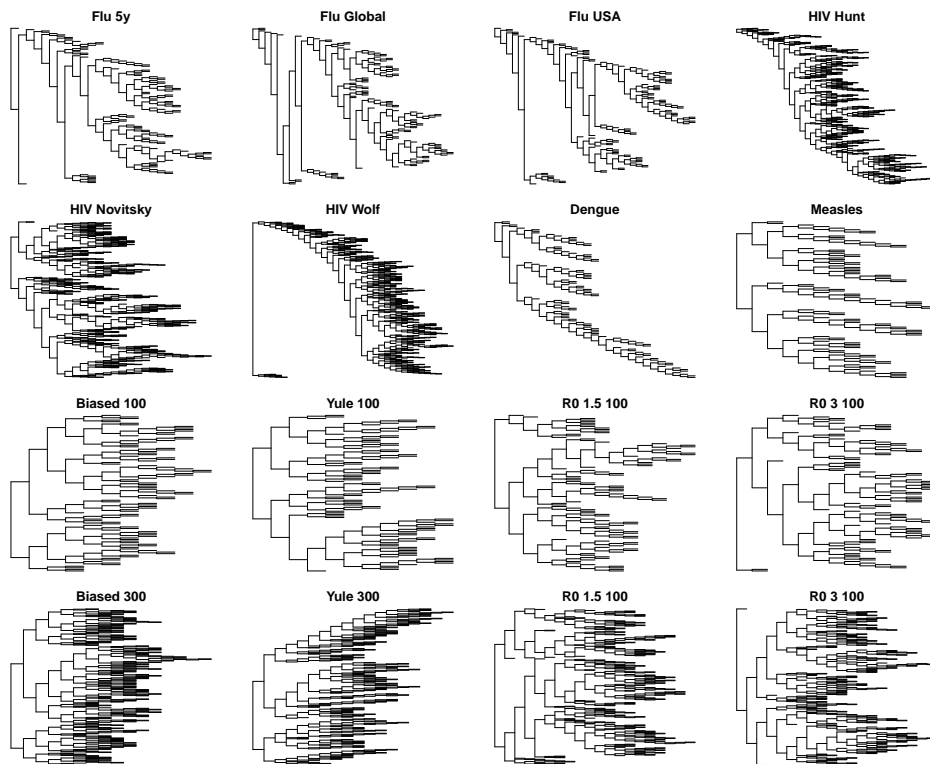 Flu 5y
Flu Global
Flu USA
HIV Hunt
HIV Novitsky
HIV Wolf
Dengue
Measles
Biased 100
Yule 100
R0 1.5 100
R0 3 100
Biased 300
Yule 300
R0 1.5 100
R0 3 100